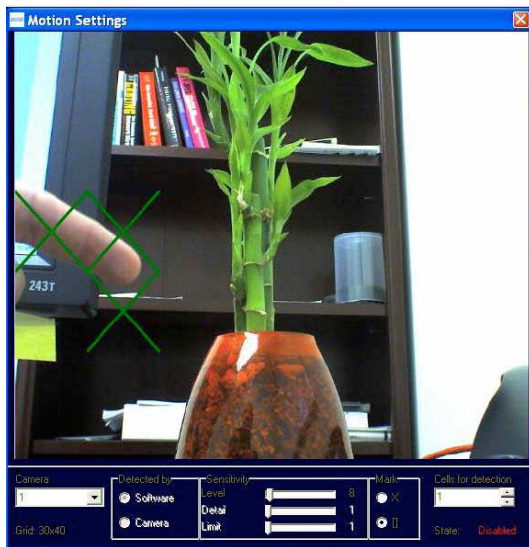 Motion Settings
243T
Camera
1
Grid: 30x40
Detected by
Software
Camera
Sensitivity
Level 8
Detail 1
Limit 1
Mark
X
[]
Cells for detection
1
State: Disabled